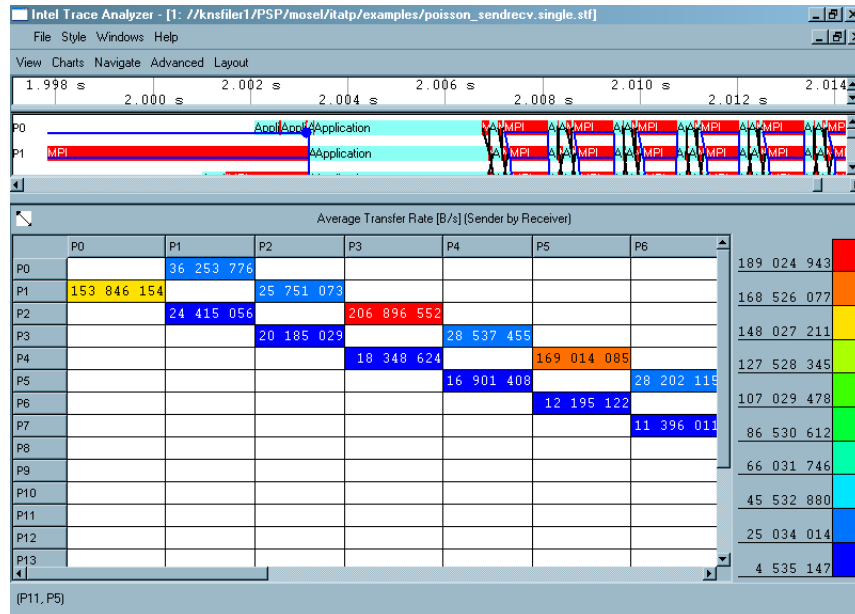 Intel Trace Analyzer - [1: //knsfiler1/PSP/mosel/itatp/examples/poisson_sendrecv.single.stf]
File Style Windows Help
View Charts Navigate Advanced Layout
1.998 s 2.002 s 2.006 s 2.010 s 2.014
2.000 s 2.004 s 2.008 s 2.012 s
P0 Appli Appli Application MPI MPI MPI MPI MP
P1 MPI Application MPI MPI MPI MPI
Average Transfer Rate [B/s] (Sender by Receiver)
P0 P1 P2 P3 P4 P5 P6
P0 36 253 776
P1 153 846 154 25 751 073
P2 24 415 056 206 896 552
P3 20 185 029 28 537 455
P4 18 348 624 169 014 085
P5 16 901 408 28 202 115
P6 12 195 122
P7 11 396 011
P8
P9
P10
P11
P12
P13
189 024 943
168 526 077
148 027 211
127 528 345
107 029 478
86 530 612
66 031 746
45 532 880
25 034 014
4 535 147
(P11, P5)